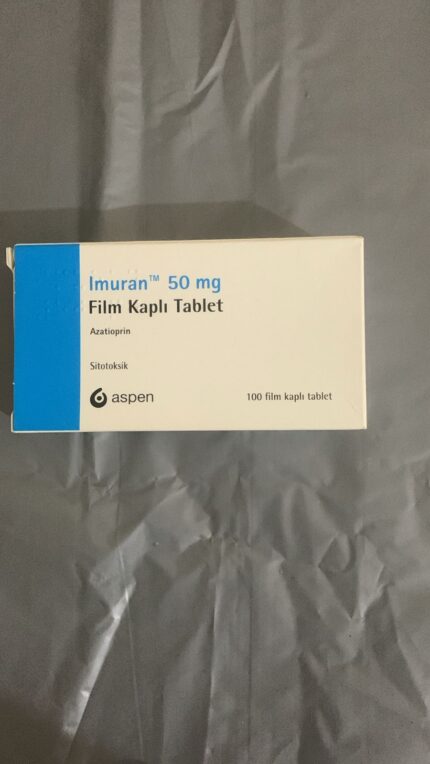 Imuran™ 50 mg
Film Kaplı Tablet
Azatioprin
Sitotoksik
aspen
100 film kaplı tablet